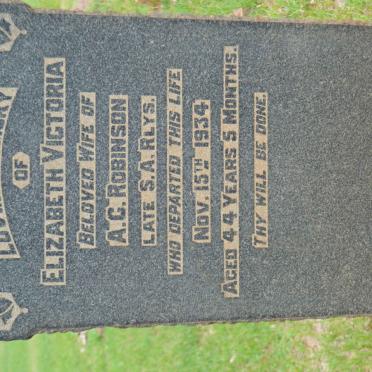 OF
ELIZABETH VICTORIA
BELOVED WIFE OF
A.C. ROBINSON
LATE S.A. RLYS.
WHO DEPARTED THIS LIFE
NOV. 15TH 1934
AGED 44 YEARS 5 MONTHS.
THY WILL BE DONE.